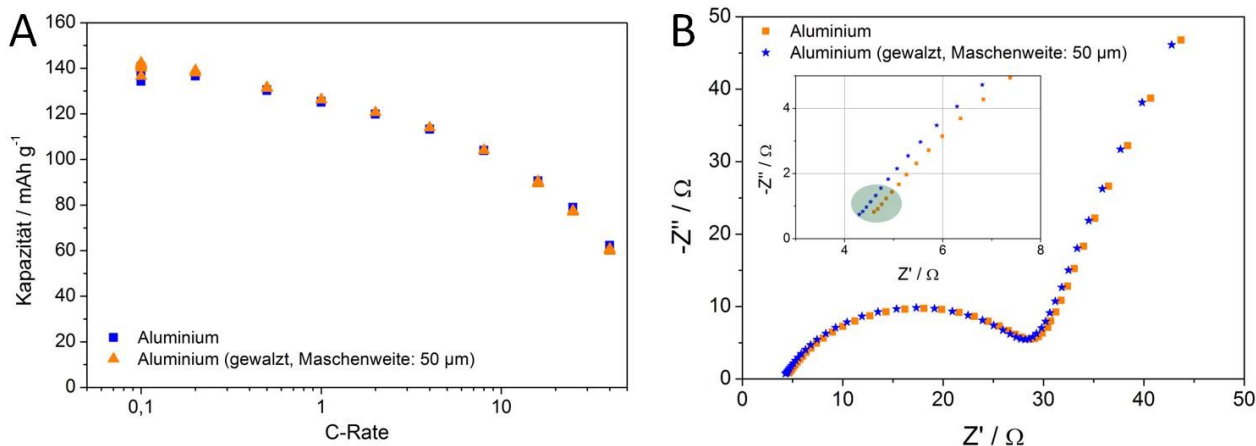 A
160
140
120
100
80
60
40
20
0
Kapazität / mAh g⁻¹
Aluminium
Aluminium (gewalzt, Maschenweite: 50 µm)
0,1
1
10
C-Rate
B
50
40
30
20
10
0
-Z'' / Ω
Aluminium
Aluminium (gewalzt, Maschenweite: 50 µm)
4
2
0
-Z'' / Ω
4
6
8
Z' / Ω
0
10
20
30
40
50
Z' / Ω